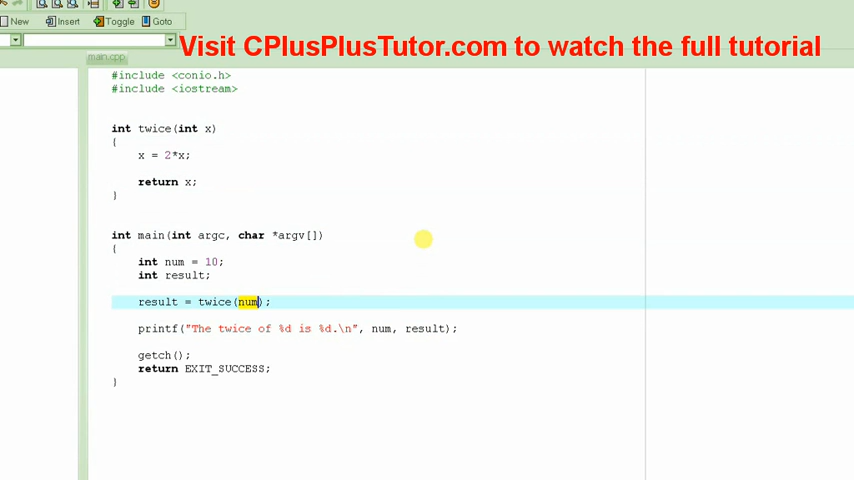 New Insert Toggle Goto
Visit CPlusPlusTutor.com to watch the full tutorial
main.cpp
#include <conio.h>
#include <iostream>
int twice(int x)
{
x = 2*x;
return x;
}
int main(int argc, char *argv[])
{
int num = 10;
int result;
result = twice(num);
printf("The twice of %d is %d.\n", num, result);
getch();
return EXIT_SUCCESS;
}